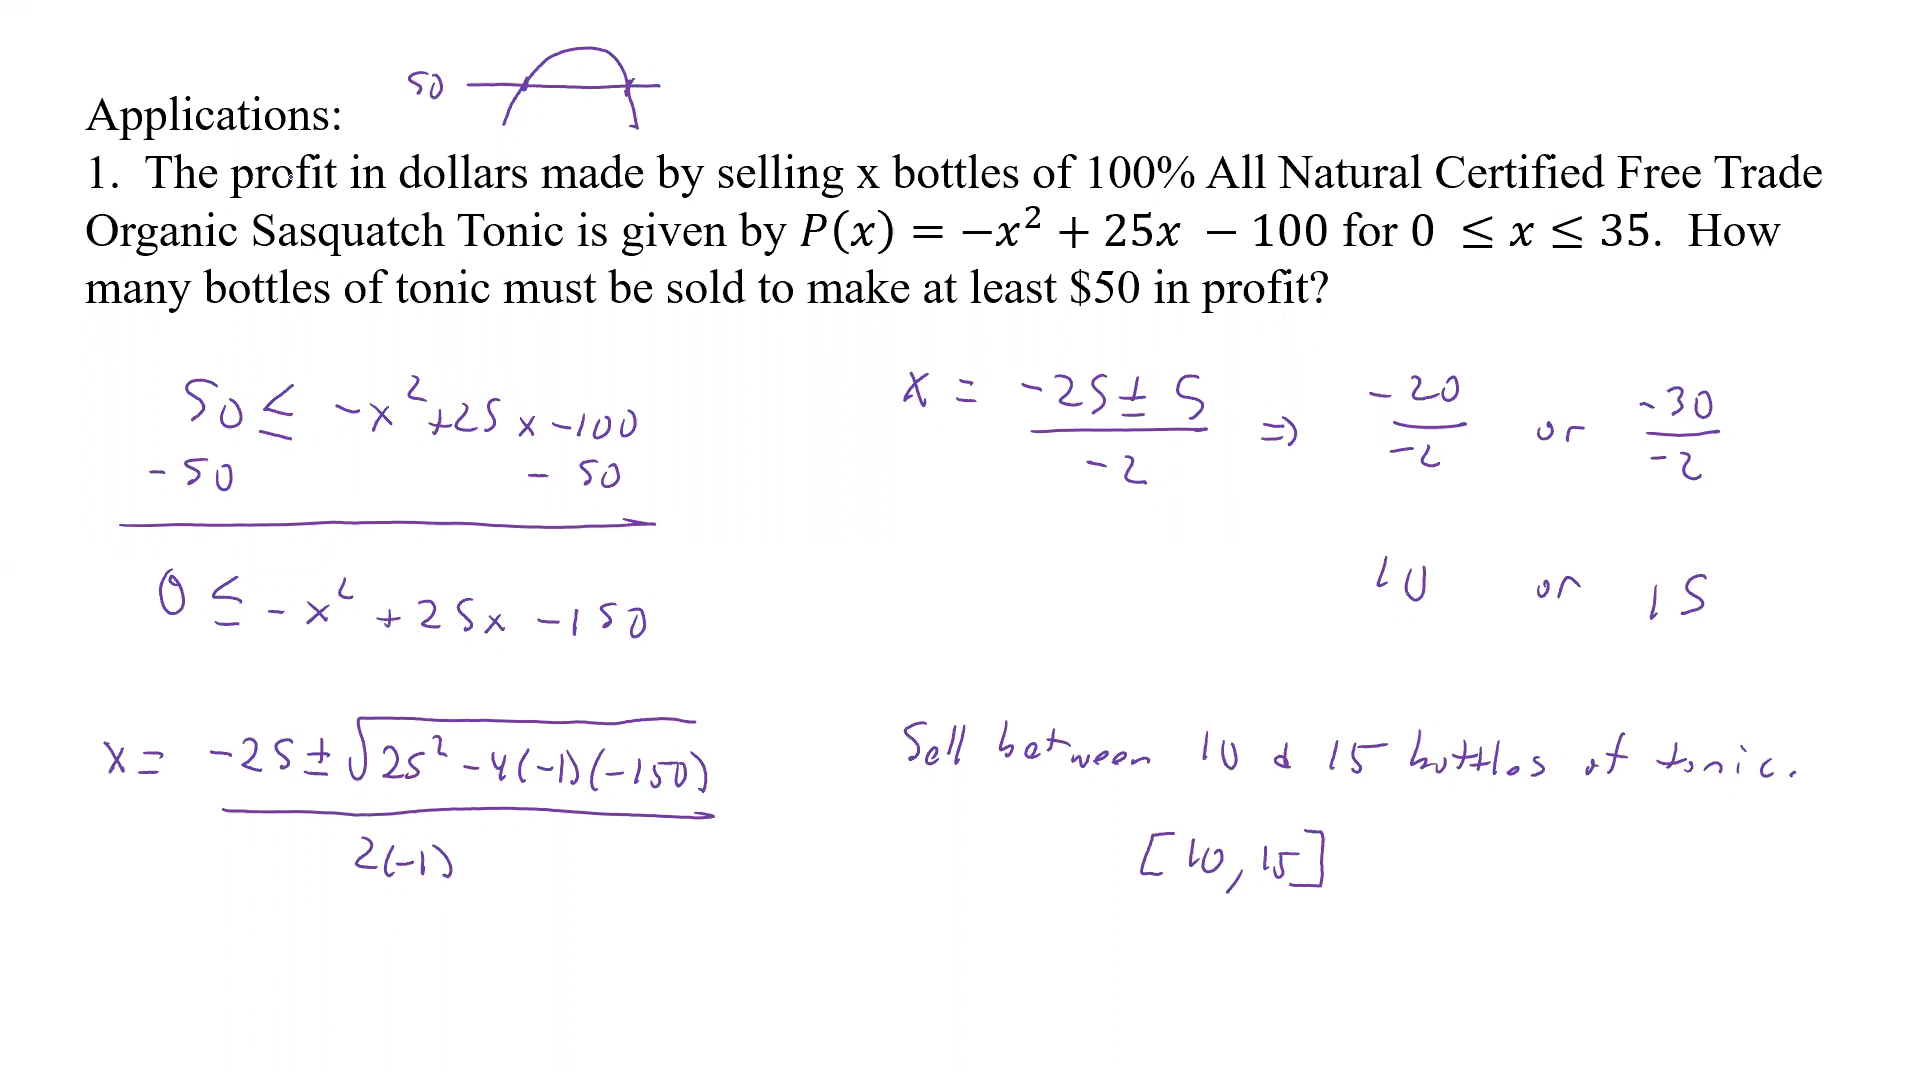 50
Applications:
1. The profit in dollars made by selling x bottles of 100% All Natural Certified Free Trade
Organic Sasquatch Tonic is given by P(x) = −x² + 25x − 100 for 0 ≤ x ≤ 35. How
many bottles of tonic must be sold to make at least $50 in profit?
50 ≤ -x²+25x-100
-50 - 50
0 ≤ -x² + 25x - 150
x = (-25 ± √(25² - 4(-1)(-150))) / 2(-1)
x = (-25 ± 5) / -2 ⇒ -20/-2 or -30/-2
10 or 15
Sell between 10 & 15 bottles of tonic.
[10, 15]